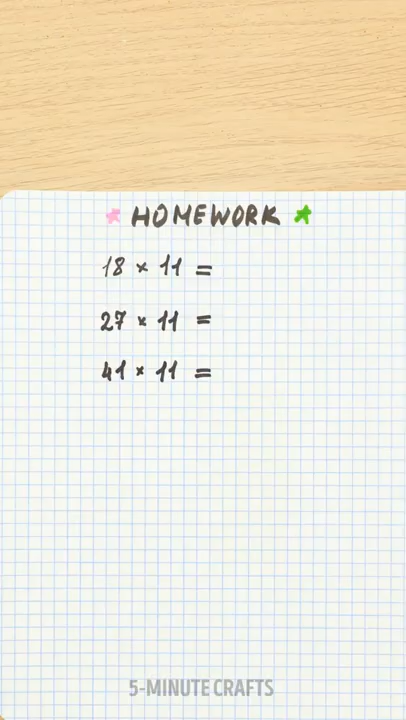 HOMEWORK
18 × 11 =
27 × 11 =
41 × 11 =
5-MINUTE CRAFTS